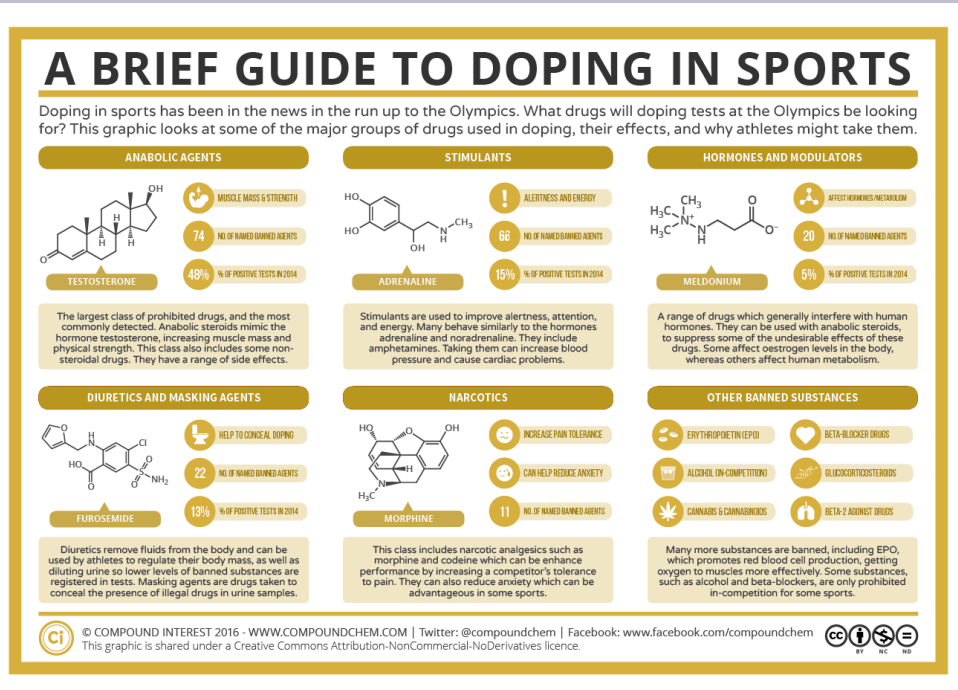 A BRIEF GUIDE TO DOPING IN SPORTS
Doping in sports has been in the news in the run up to the Olympics. What drugs will doping tests at the Olympics be looking
for? This graphic looks at some of the major groups of drugs used in doping, their effects, and why athletes might take them.
ANABOLIC AGENTS
OH
H
H
H
O
TESTOSTERONE
MUSCLE MASS & STRENGTH
74
NO. OF NAMED BANNED AGENTS
48%
% OF POSITIVE TESTS IN 2014
The largest class of prohibited drugs, and the most
commonly detected. Anabolic steroids mimic the
hormone testosterone, increasing muscle mass and
physical strength. This class also includes some non-
steroidal drugs. They have a range of side effects.
STIMULANTS
HO
HO
OH
N
H
CH3
ADRENALINE
!
ALERTNESS AND ENERGY
66
NO. OF NAMED BANNED AGENTS
15%
% OF POSITIVE TESTS IN 2014
Stimulants are used to improve alertness, attention,
and energy. Many behave similarly to the hormones
adrenaline and noradrenaline. They include
amphetamines. Taking them can increase blood
pressure and cause cardiac problems.
HORMONES AND MODULATORS
CH3
H3C
N+
H3C
N
H
O
O-
MELDONIUM
AFFECT HORMONES/METABOLISM
20
NO. OF NAMED BANNED AGENTS
5%
% OF POSITIVE TESTS IN 2014
A range of drugs which generally interfere with human
hormones. They can be used with anabolic steroids,
to suppress some of the undesirable effects of these
drugs. Some affect oestrogen levels in the body,
whereas others affect human metabolism.
DIURETICS AND MASKING AGENTS
O
H
N
Cl
HO
O
O
S
NH2
O
FUROSEMIDE
HELP TO CONCEAL DOPING
22
NO. OF NAMED BANNED AGENTS
13%
% OF POSITIVE TESTS IN 2014
Diuretics remove fluids from the body and can be
used by athletes to regulate their body mass, as well as
diluting urine so lower levels of banned substances are
registered in tests. Masking agents are drugs taken to
conceal the presence of illegal drugs in urine samples.
NARCOTICS
HO
O
OH
H
N
H3C
MORPHINE
INCREASE PAIN TOLERANCE
CAN HELP REDUCE ANXIETY
11
NO. OF NAMED BANNED AGENTS
This class includes narcotic analgesics such as
morphine and codeine which can be enhance
performance by increasing a competitor's tolerance
to pain. They can also reduce anxiety which can be
advantageous in some sports.
OTHER BANNED SUBSTANCES
ERYTHROPOIETIN (EPO)
BETA-BLOCKER DRUGS
ALCOHOL (IN-COMPETITION)
GLUCOCORTICOSTEROIDS
CANNABIS & CANNABINOIDS
BETA-2 AGONIST DRUGS
Many more substances are banned, including EPO,
which promotes red blood cell production, getting
oxygen to muscles more effectively. Some substances,
such as alcohol and beta-blockers, are only prohibited
in-competition for some sports.
Ci
© COMPOUND INTEREST 2016 - WWW.COMPOUNDCHEM.COM | Twitter: @compoundchem | Facebook: www.facebook.com/compoundchem
This graphic is shared under a Creative Commons Attribution-NonCommercial-NoDerivatives licence.
cc
BY NC ND